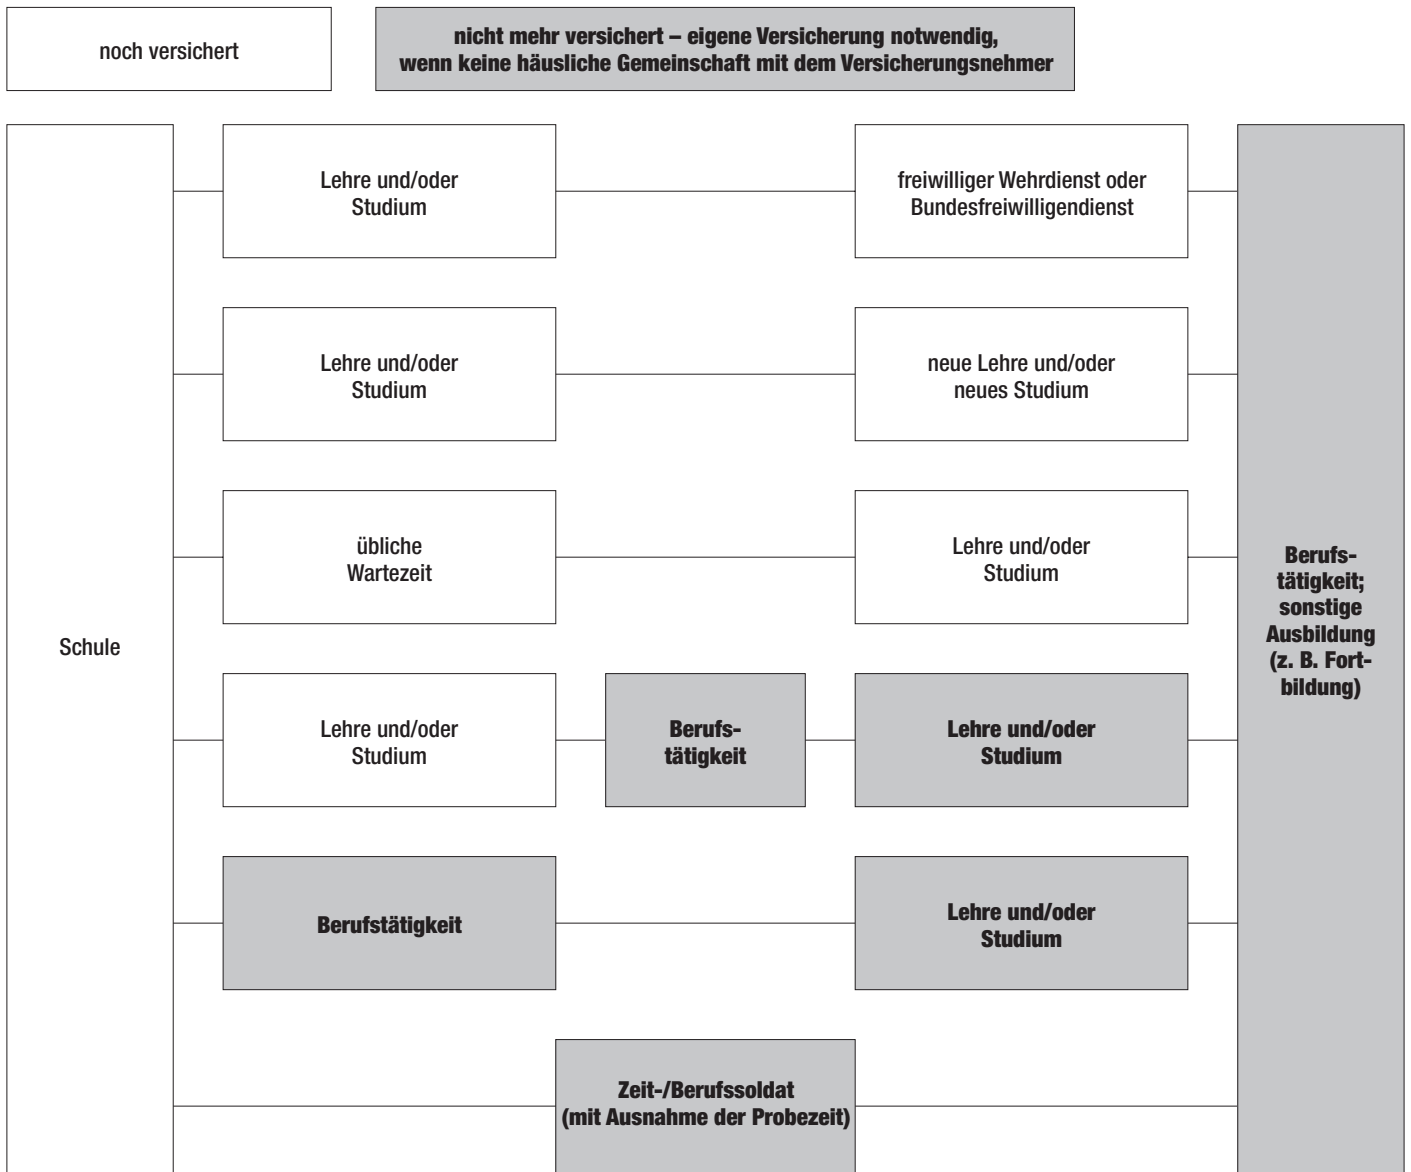 noch versichert
nicht mehr versichert – eigene Versicherung notwendig,
wenn keine häusliche Gemeinschaft mit dem Versicherungsnehmer
Schule
Lehre und/oder
Studium
freiwilliger Wehrdienst oder
Bundesfreiwilligendienst
Lehre und/oder
Studium
neue Lehre und/oder
neues Studium
übliche
Wartezeit
Lehre und/oder
Studium
Lehre und/oder
Studium
Berufs-
tätigkeit
Lehre und/oder
Studium
Berufstätigkeit
Lehre und/oder
Studium
Zeit-/Berufssoldat
(mit Ausnahme der Probezeit)
Berufs-
tätigkeit;
sonstige
Ausbildung
(z. B. Fort-
bildung)